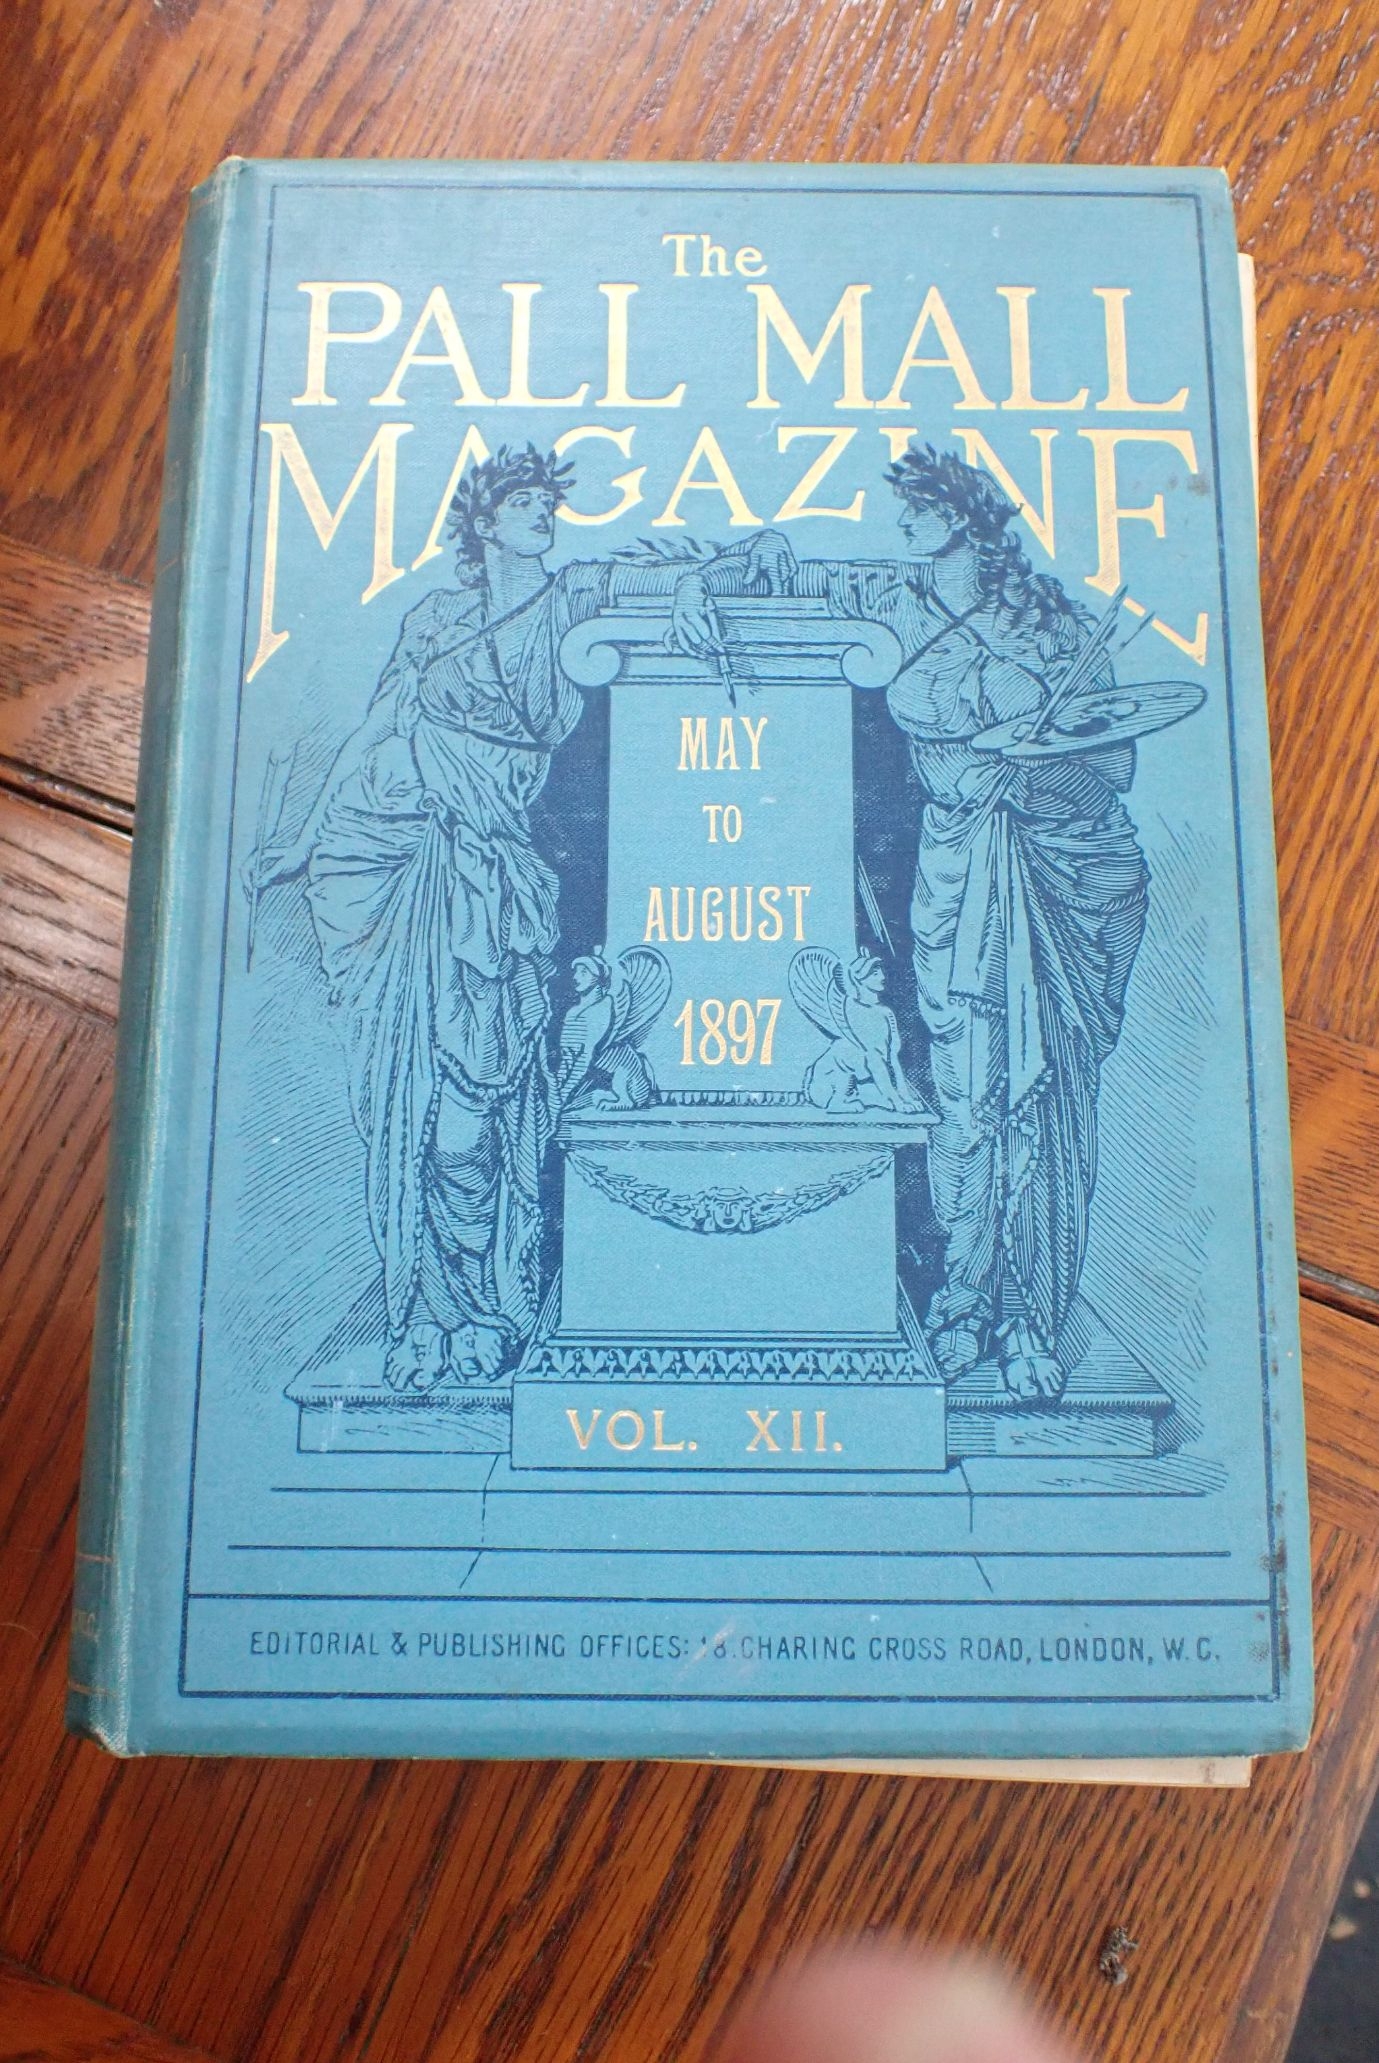 The
PALL MALL
MAGAZINE
MAY
TO
AUGUST
1897
VOL. XII.
EDITORIAL & PUBLISHING OFFICES: 18. CHARING CROSS ROAD, LONDON, W. C.